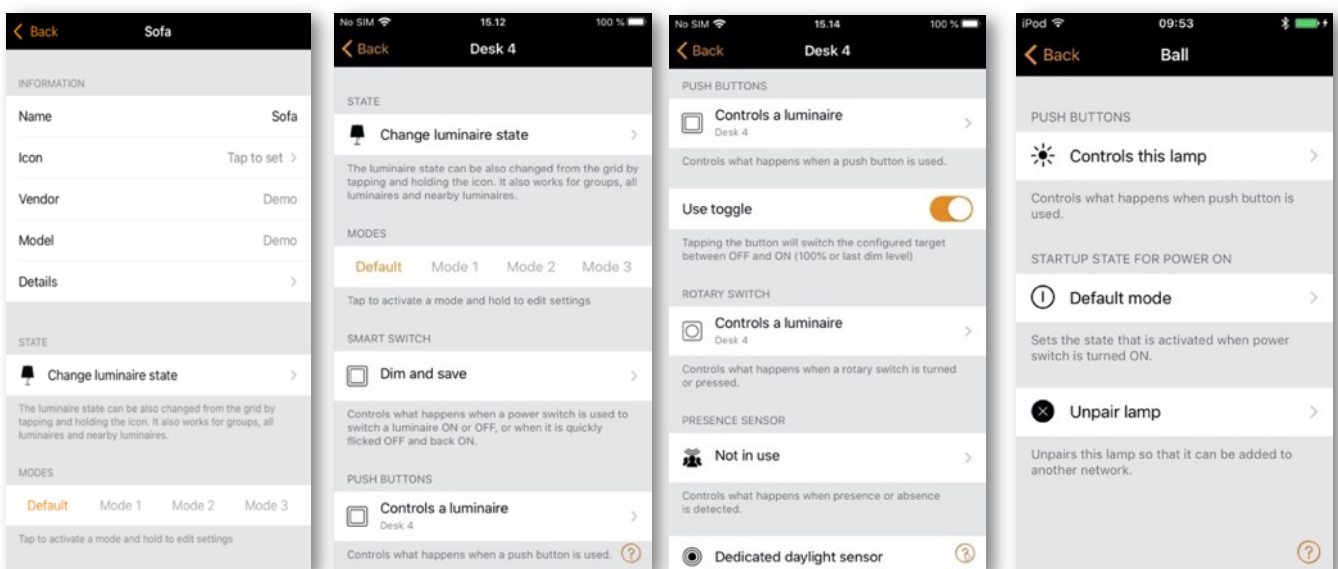 Back Sofa
INFORMATION
Name Sofa
Icon Tap to set
Vendor Demo
Model Demo
Details
STATE
Change luminaire state
The luminaire state can be also changed from the grid by
tapping and holding the icon. It also works for groups, all
luminaires and nearby luminaires.
MODES
Default Mode 1 Mode 2 Mode 3
Tap to activate a mode and hold to edit settings
No SIM 15.12 100 %
Back Desk 4
STATE
Change luminaire state
The luminaire state can be also changed from the grid by
tapping and holding the icon. It also works for groups, all
luminaires and nearby luminaires.
MODES
Default Mode 1 Mode 2 Mode 3
Tap to activate a mode and hold to edit settings
SMART SWITCH
Dim and save
Controls what happens when a power switch is used to
switch a luminaire ON or OFF, or when it is quickly
flicked OFF and back ON.
PUSH BUTTONS
Controls a luminaire
Desk 4
Controls what happens when a push button is used. ?
No SIM 15.14 100 %
Back Desk 4
PUSH BUTTONS
Controls a luminaire
Desk 4
Controls what happens when a push button is used.
Use toggle
Tapping the button will switch the configured target
between OFF and ON (100% or last dim level)
ROTARY SWITCH
Controls a luminaire
Desk 4
Controls what happens when a rotary switch is turned
or pressed.
PRESENCE SENSOR
Not in use
Controls what happens when presence or absence
is detected.
Dedicated daylight sensor ?
iPod 09:53
Back Ball
PUSH BUTTONS
Controls this lamp
Controls what happens when push button is
used.
STARTUP STATE FOR POWER ON
Default mode
Sets the state that is activated when power
switch is turned ON.
Unpair lamp
Unpairs this lamp so that it can be added to
another network.
?